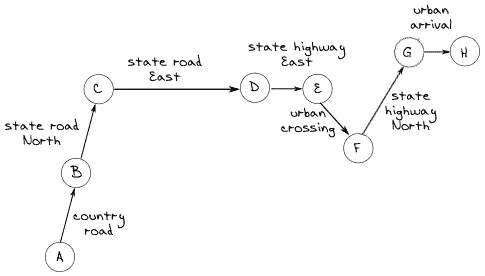 urban
arrival
G
H
state highway
East
state road
East
C
D
E
urban
crossing
state
highway
North
state road
North
F
B
country
road
A